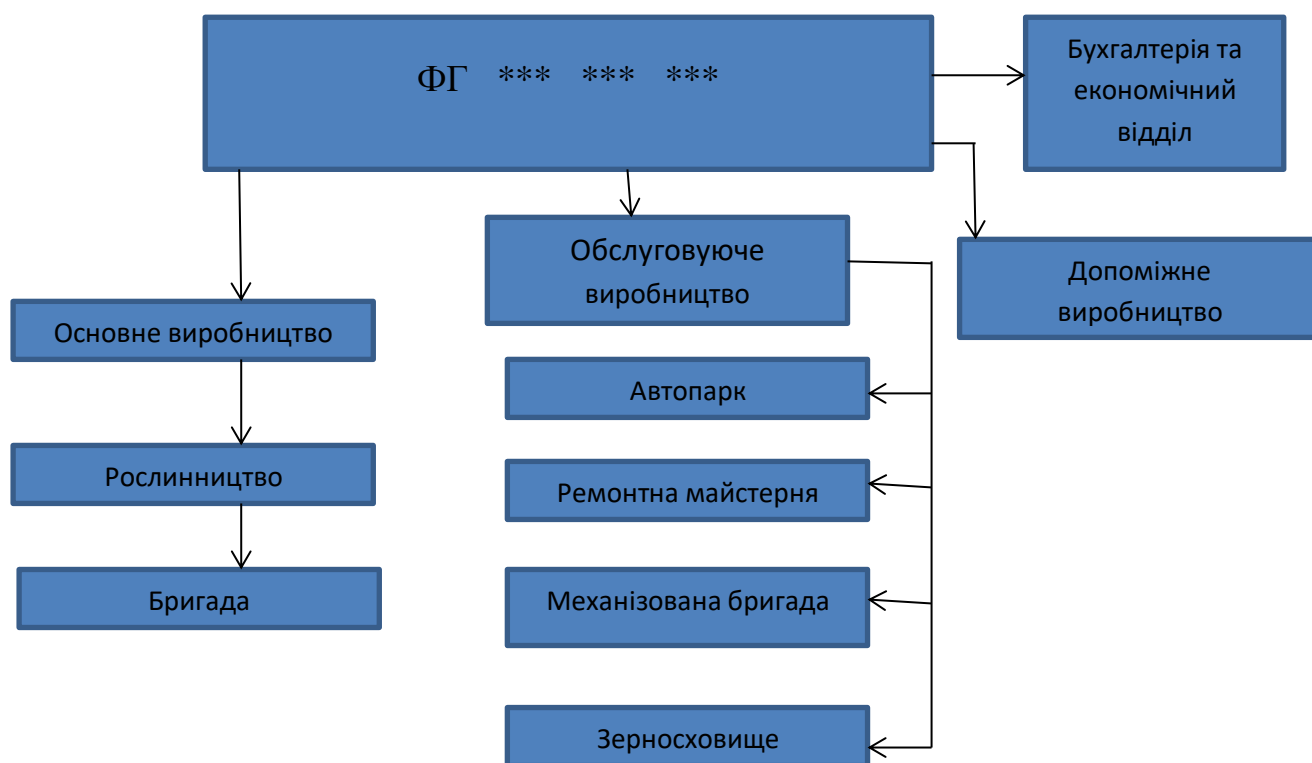 ФГ *** *** ***
Бухгалтерія та
економічний
відділ
Обслуговуюче
виробництво
Допоміжне
виробництво
Основне виробництво
Автопарк
Рослинництво
Ремонтна майстерня
Бригада
Механізована бригада
Зерносховище